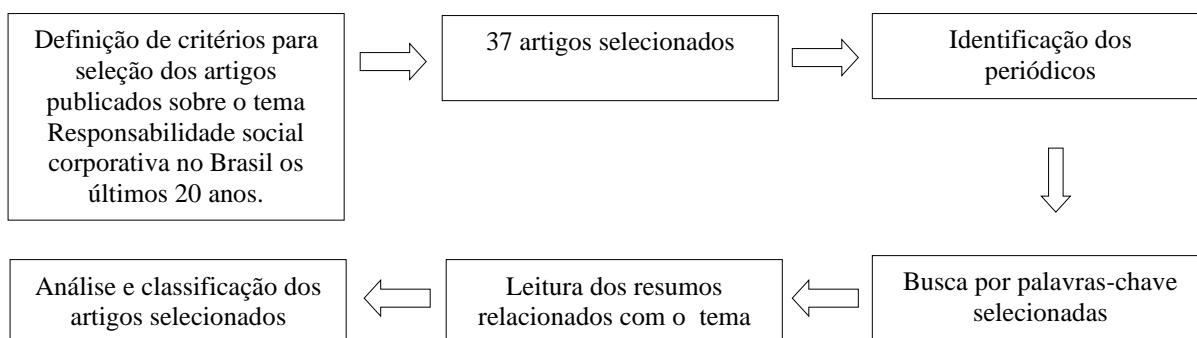 Definição de critérios para
seleção dos artigos
publicados sobre o tema
Responsabilidade social
corporativa no Brasil os
últimos 20 anos.
37 artigos selecionados
Identificação dos
periódicos
Busca por palavras-chave
selecionadas
Leitura dos resumos
relacionados com o  tema
Análise e classificação dos
artigos selecionados